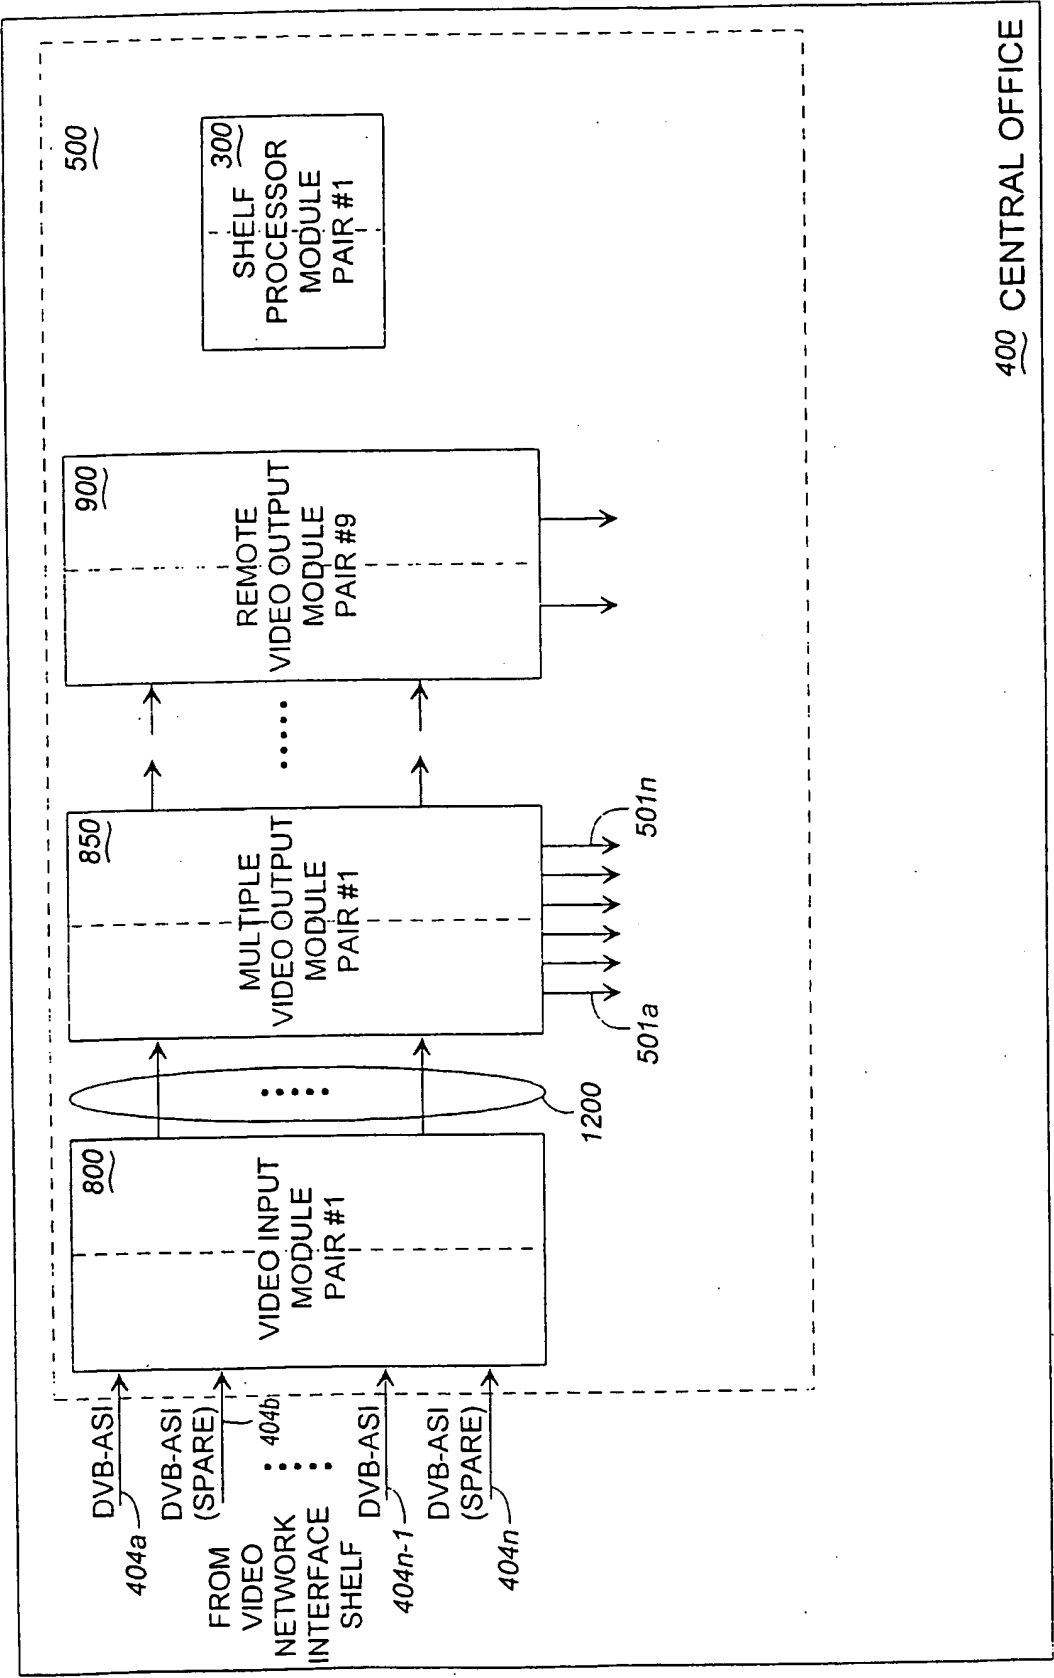 DVB-ASI
404a
DVB-ASI
(SPARE)
404b
FROM
VIDEO
NETWORK
INTERFACE
SHELF
DVB-ASI
404n-1
DVB-ASI
(SPARE)
404n
800
VIDEO INPUT
MODULE
PAIR #1
1200
850
MULTIPLE
VIDEO OUTPUT
MODULE
PAIR #1
501a
501n
900
REMOTE
VIDEO OUTPUT
MODULE
PAIR #9
500
300
SHELF
PROCESSOR
MODULE
PAIR #1
400 CENTRAL OFFICE